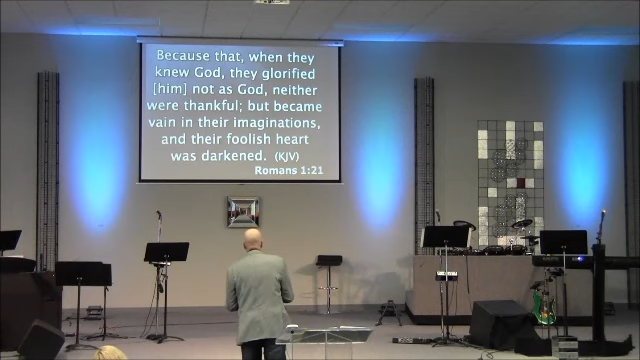 Because that, when they
knew God, they glorified
[him] not as God, neither
were thankful; but became
vain in their imaginations,
and their foolish heart
was darkened. (KJV)
Romans 1:21